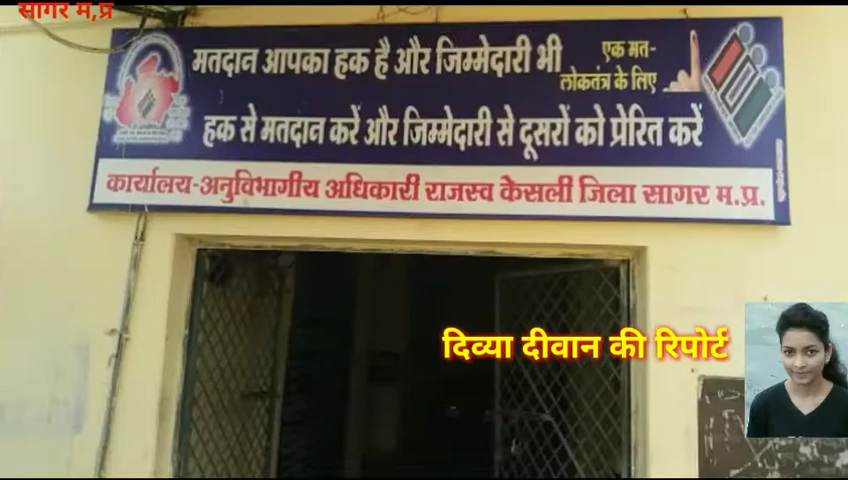 सागर म,प्र
मतदान आपका हक है और जिम्मेदारी भी
एक मत-
लोकतंत्र के लिए
हक से मतदान करें और जिम्मेदारी से दूसरों को प्रेरित करें
कार्यालय-अनुविभागीय अधिकारी राजस्व केसली जिला सागर म.प्र.
दिव्या दीवान की रिपोर्ट